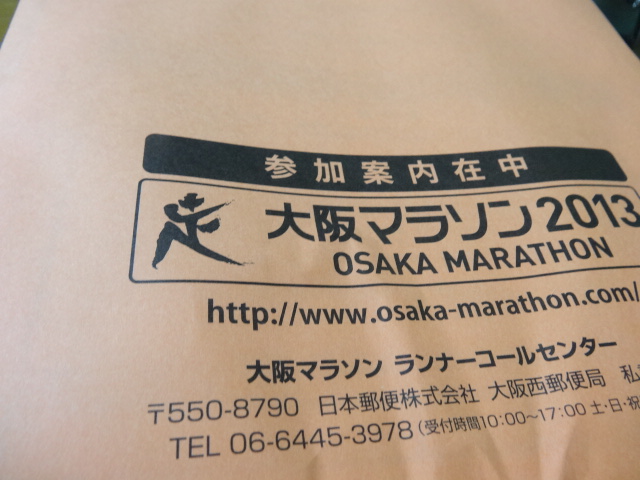 参加案内在中
大阪マラソン2013
OSAKA MARATHON
http://www.osaka-marathon.com/
大阪マラソン ランナーコールセンター
〒550-8790 日本郵便株式会社 大阪西郵便局 私
TEL 06-6445-3978 (受付時間10:00~17:00 土・日・祝